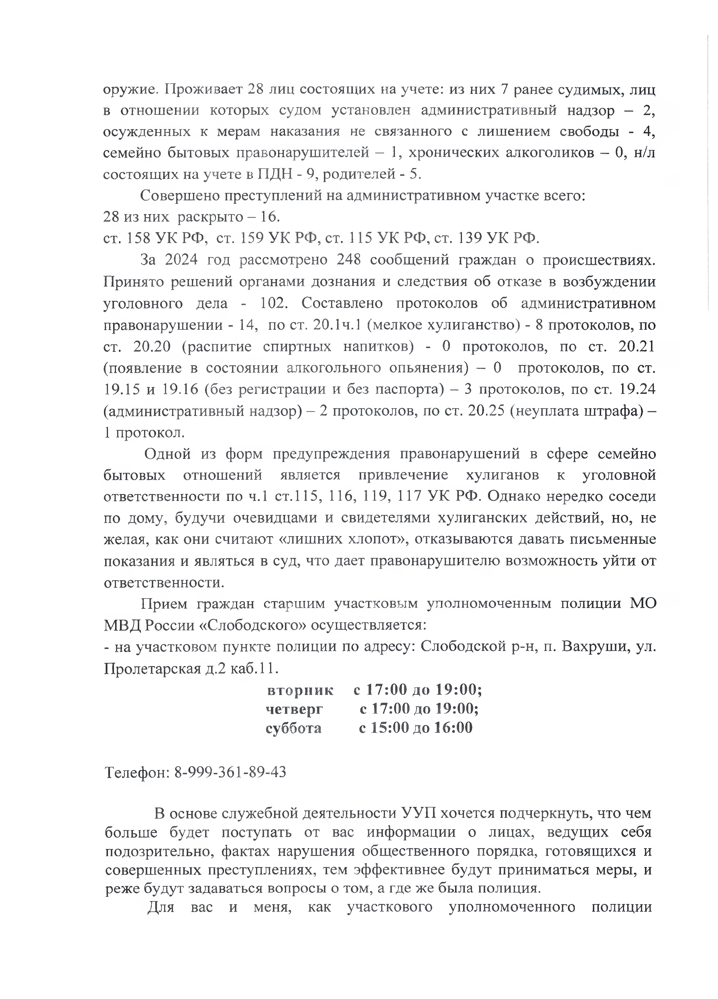 оружие. Проживает 28 лиц состоящих на учете: из них 7 ранее судимых, лиц
в отношении которых судом установлен административный надзор – 2,
осужденных к мерам наказания не связанного с лишением свободы - 4,
семейно бытовых правонарушителей – 1, хронических алкоголиков – 0, н/л
состоящих на учете в ПДН - 9, родителей - 5.
Совершено преступлений на административном участке всего:
28 из них  раскрыто – 16.
ст. 158 УК РФ,  ст. 159 УК РФ, ст. 115 УК РФ, ст. 139 УК РФ.
За 2024 год рассмотрено 248 сообщений граждан о происшествиях.
Принято решений органами дознания и следствия об отказе в возбуждении
уголовного дела - 102. Составлено протоколов об административном
правонарушении - 14,  по ст. 20.1ч.1 (мелкое хулиганство) - 8 протоколов, по
ст. 20.20 (распитие спиртных напитков) - 0 протоколов, по ст. 20.21
(появление в состоянии алкогольного опьянения) – 0  протоколов, по ст.
19.15 и 19.16 (без регистрации и без паспорта) – 3 протоколов, по ст. 19.24
(административный надзор) – 2 протоколов, по ст. 20.25 (неуплата штрафа) –
1 протокол.
Одной из форм предупреждения правонарушений в сфере семейно
бытовых отношений является привлечение хулиганов к уголовной
ответственности по ч.1 ст.115, 116, 119, 117 УК РФ. Однако нередко соседи
по дому, будучи очевидцами и свидетелями хулиганских действий, но, не
желая, как они считают «лишних хлопот», отказываются давать письменные
показания и являться в суд, что дает правонарушителю возможность уйти от
ответственности.
Прием граждан старшим участковым уполномоченным полиции МО
МВД России «Слободского» осуществляется:
- на участковом пункте полиции по адресу: Слободской р-н, п. Вахруши, ул.
Пролетарская д.2 каб.11.
вторник с 17:00 до 19:00;
четверг с 17:00 до 19:00;
суббота с 15:00 до 16:00
Телефон: 8-999-361-89-43
В основе служебной деятельности УУП хочется подчеркнуть, что чем
больше будет поступать от вас информации о лицах, ведущих себя
подозрительно, фактах нарушения общественного порядка, готовящихся и
совершенных преступлениях, тем эффективнее будут приниматься меры, и
реже будут задаваться вопросы о том, а где же была полиция.
Для вас и меня, как участкового уполномоченного полиции